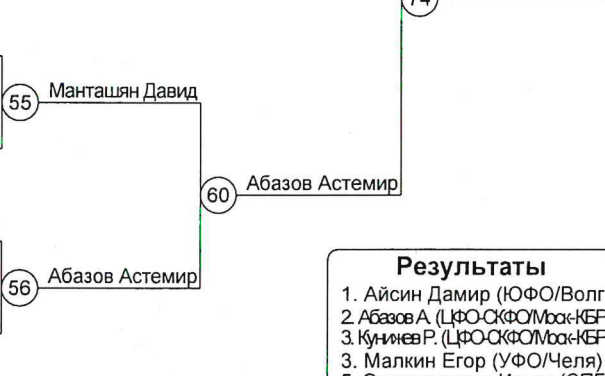 74
55 Манташян Давид
60 Абазов Астемир
56 Абазов Астемир
Результаты
1. Айсин Дамир (ЮФО/Волг
2. Абазов А. (ЦФО-СКФО/Моск-КБР
3. Кунижев Р. (ЦФО-СКФО/Моск-КБР
3. Малкин Егор (УФО/Челя)